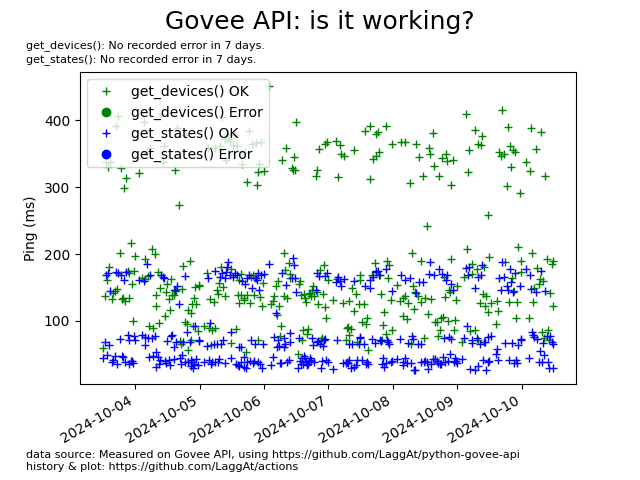 Govee API: is it working?
get_devices(): No recorded error in 7 days.
get_states(): No recorded error in 7 days.
get_devices() OK
get_devices() Error
get_states() OK
get_states() Error
Ping (ms)
400
300
200
100
2024-10-04
2024-10-05
2024-10-06
2024-10-07
2024-10-08
2024-10-09
2024-10-10
data source: Measured on Govee API, using https://github.com/LaggAt/python-govee-api
history & plot: https://github.com/LaggAt/actions